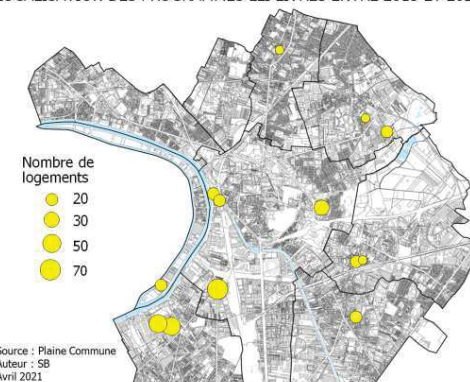 Nombre de
logements
20
30
50
70
Source : Plaine Commune
Auteur : SB
Avril 2021